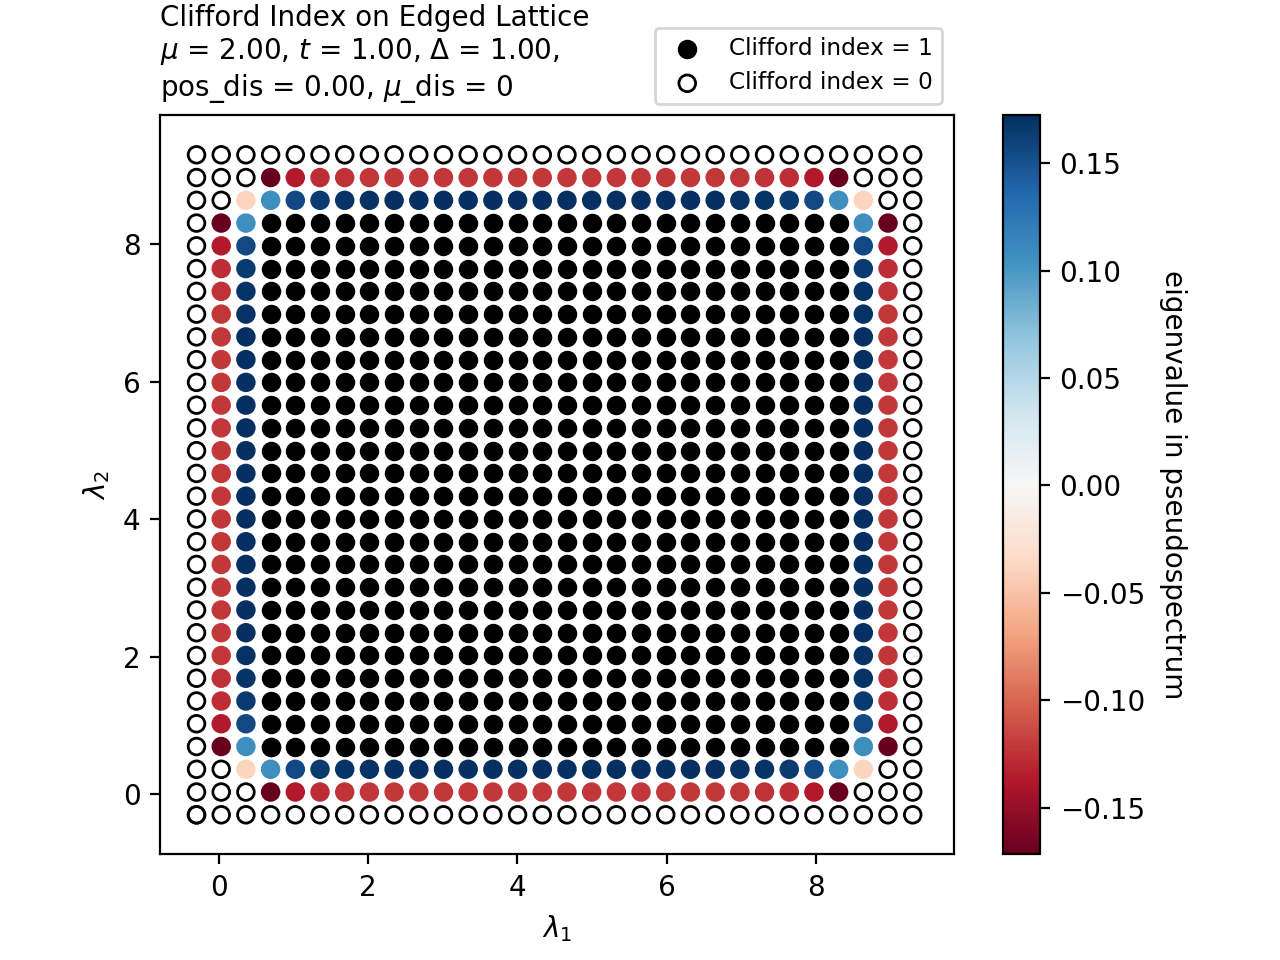 Clifford Index on Edged Lattice
μ = 2.00, t = 1.00, Δ = 1.00,
pos_dis = 0.00, μ_dis = 0
Clifford index = 1
Clifford index = 0
8
6
4
2
0
λ₂
0 2 4 6 8
λ₁
0.15
0.10
0.05
0.00
−0.05
−0.10
−0.15
eigenvalue in pseudospectrum